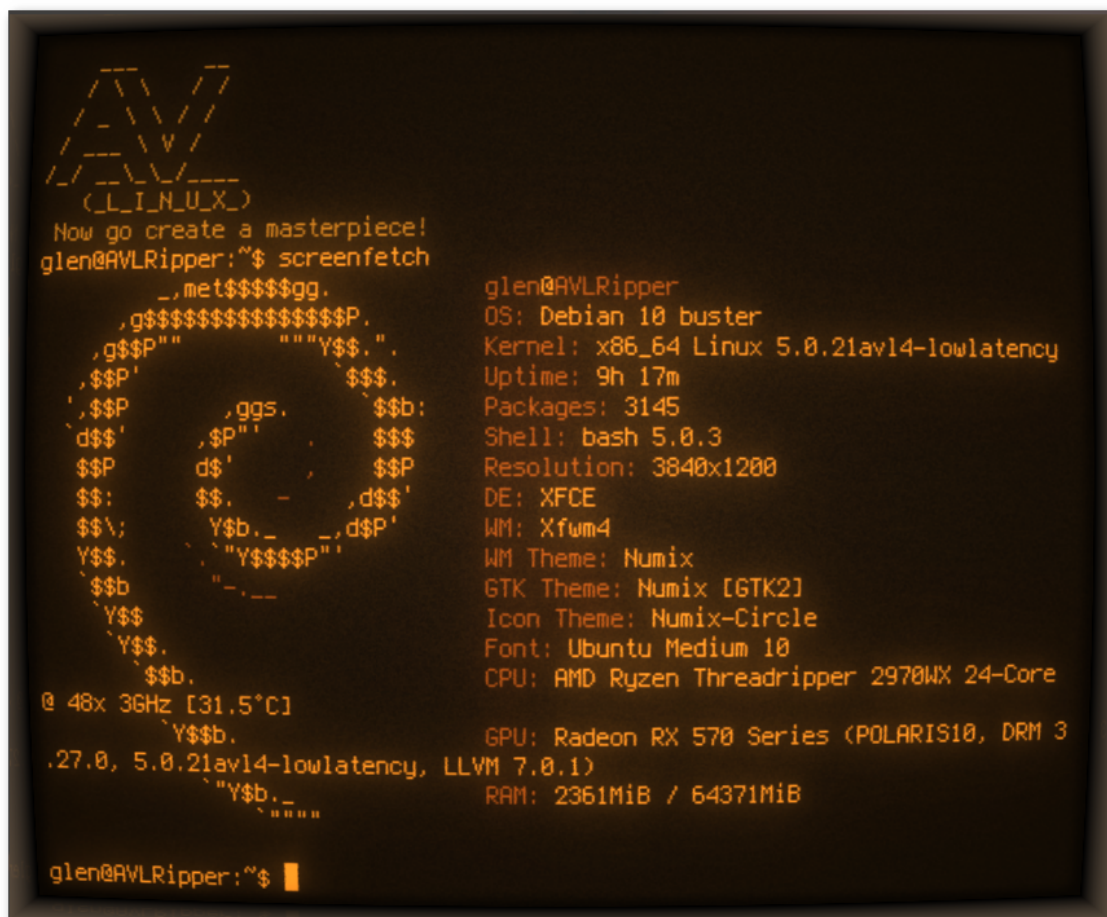 (_L_I_N_U_X_)
Now go create a masterpiece!
glen@AVLRipper:~$ screenfetch
_,met$$$$$gg.          glen@AVLRipper
,g$$$$$$$$$$$$$$$P.       OS: Debian 10 buster
,g$$P""       """Y$$.".      Kernel: x86_64 Linux 5.0.21avl4-lowlatency
,$$P'              `$$$.      Uptime: 9h 17m
',$$P       ,ggs.     `$$b:   Packages: 3145
`d$$'     ,$P"'   .    $$$    Shell: bash 5.0.3
$$P      d$'     ,    $$P    Resolution: 3840x1200
$$:      $$.   -    ,d$$'    DE: XFCE
$$\;      Y$b._   _,d$P'     WM: Xfwm4
Y$$.    `.`"Y$$$$P"'         WM Theme: Numix
`$$b      "-.__              GTK Theme: Numix [GTK2]
`Y$$                        Icon Theme: Numix-Circle
`Y$$.                      Font: Ubuntu Medium 10
`$$b.                    CPU: AMD Ryzen Threadripper 2970WX 24-Core
@ 48x 3GHz [31.5°C]
`Y$$b.                 GPU: Radeon RX 570 Series (POLARIS10, DRM 3
.27.0, 5.0.21avl4-lowlatency, LLVM 7.0.1)
`"Y$b._             RAM: 2361MiB / 64371MiB
`""""
glen@AVLRipper:~$